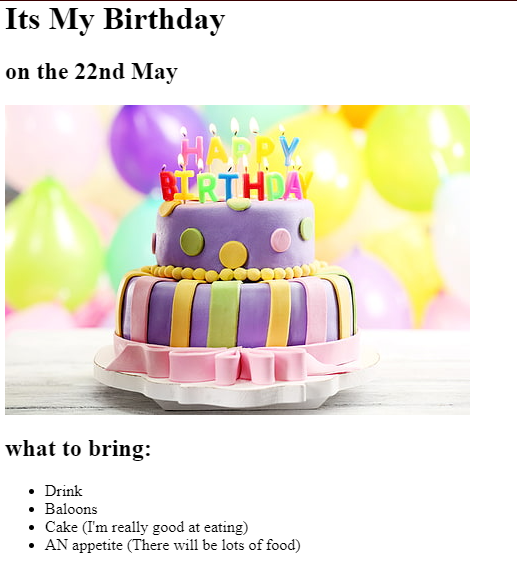 Its My Birthday
on the 22nd May
HAPPY
BIRTHDAY
what to bring:
Drink
Baloons
Cake (I'm really good at eating)
AN appetite (There will be lots of food)